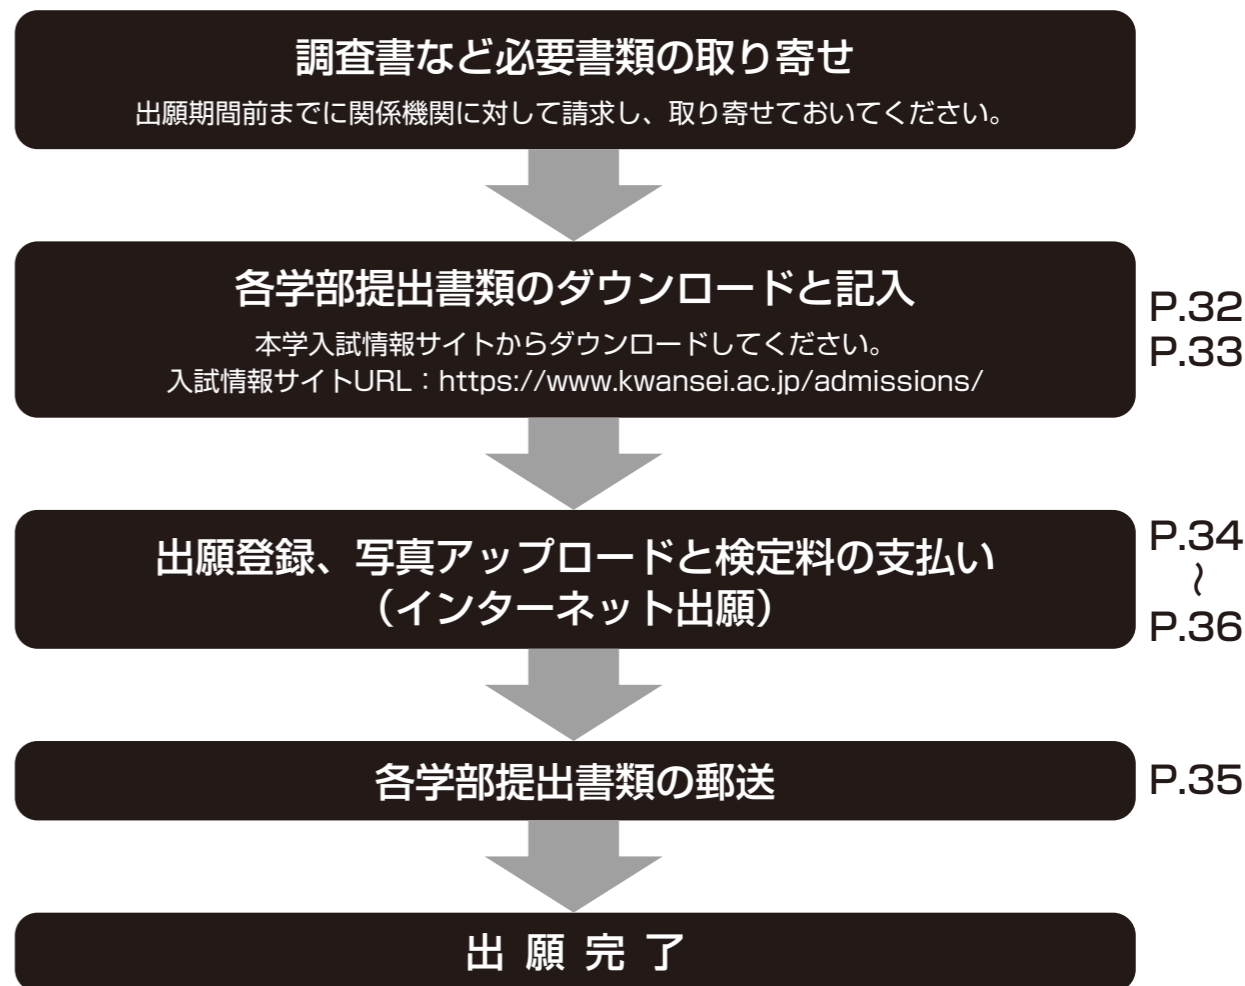 調査書など必要書類の取り寄せ
出願期間前までに関係機関に対して請求し、取り寄せておいてください。
各学部提出書類のダウンロードと記入
本学入試情報サイトからダウンロードしてください。
入試情報サイトURL：https://www.kwansei.ac.jp/admissions/
P.32
P.33
出願登録、写真アップロードと検定料の支払い
（インターネット出願）
P.34
〜
P.36
各学部提出書類の郵送
P.35
出 願 完 了